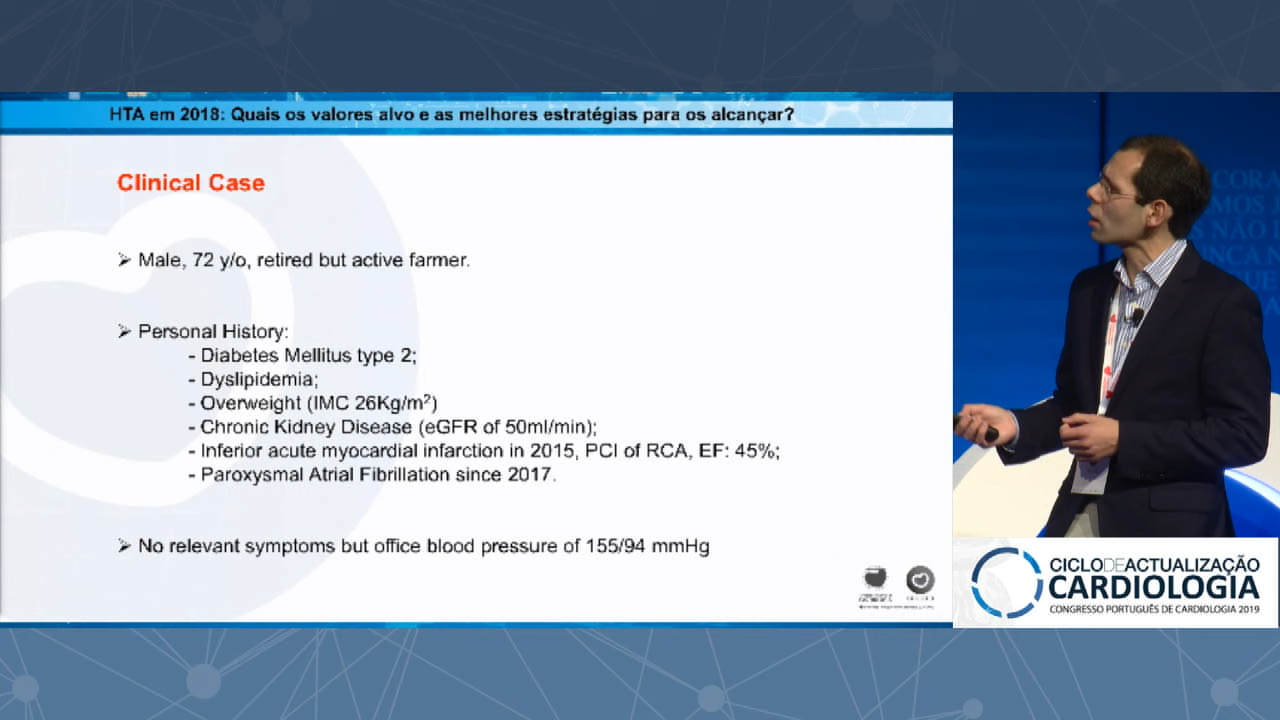 HTA em 2018: Quais os valores alvo e as melhores estratégias para os alcançar?
Clinical Case
➢ Male, 72 y/o, retired but active farmer.
➢ Personal History:
- Diabetes Mellitus type 2;
- Dyslipidemia;
- Overweight (IMC 26Kg/m²)
- Chronic Kidney Disease (eGFR of 50ml/min);
- Inferior acute myocardial infarction in 2015, PCI of RCA, EF: 45%;
- Paroxysmal Atrial Fibrillation since 2017.
➢ No relevant symptoms but office blood pressure of 155/94 mmHg
CICLODEACTUALIZAÇÃO
CARDIOLOGIA
CONGRESSO PORTUGUÊS DE CARDIOLOGIA 2019